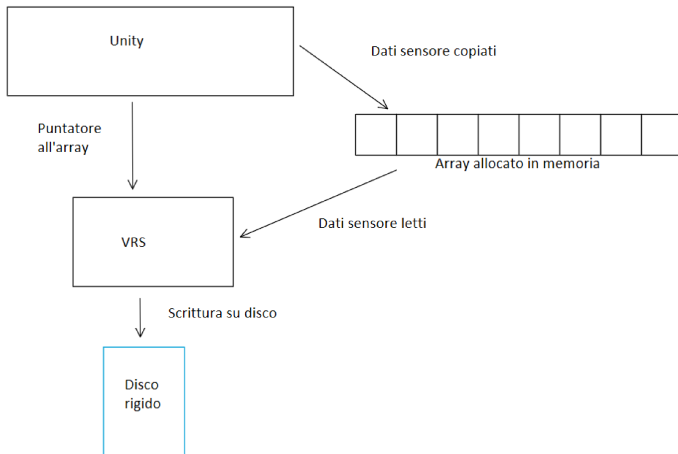 Unity
Dati sensore copiati
Puntatore
all'array
Array allocato in memoria
Dati sensore letti
VRS
Scrittura su disco
Disco
rigido